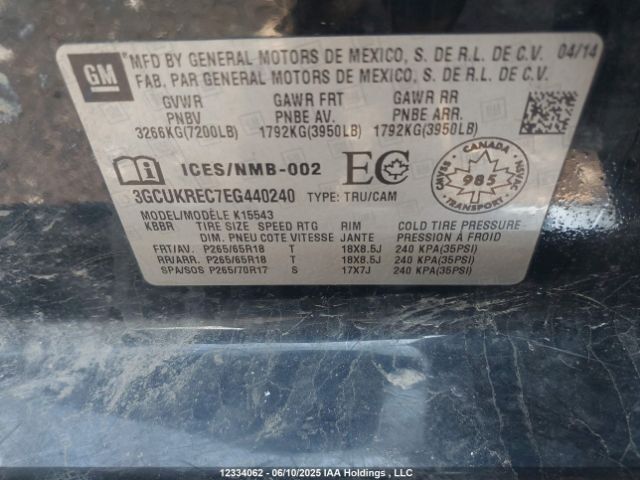 GM
MFD BY GENERAL MOTORS DE MEXICO, S. DE R.L. DE C.V. 04/14
FAB. PAR GENERAL MOTORS DE MEXICO, S. DE R.L. DE C.V.
GVWR GAWR FRT GAWR RR
PNBV PNBE AV. PNBE ARR.
3266KG(7200LB) 1792KG(3950LB) 1792KG(3950LB)
ICES/NMB-002 EC
CANADA
CMVSS 985 NSVAC
TRANSPORT
3GCUKREC7EG440240 TYPE: TRU/CAM
MODEL/MODÈLE K15543
KBBR TIRE SIZE SPEED RTG RIM COLD TIRE PRESSURE
DIM. PNEU COTE VITESSE JANTE PRESSION À FROID
FRT/AV. P265/65R18 T 18X8.5J 240 KPA(35PSI)
RR/ARR. P265/65R18 T 18X8.5J 240 KPA(35PSI)
SPA/SOS P265/70R17 S 17X7J 240 KPA(35PSI)
12334062 - 06/10/2025 IAA Holdings , LLC